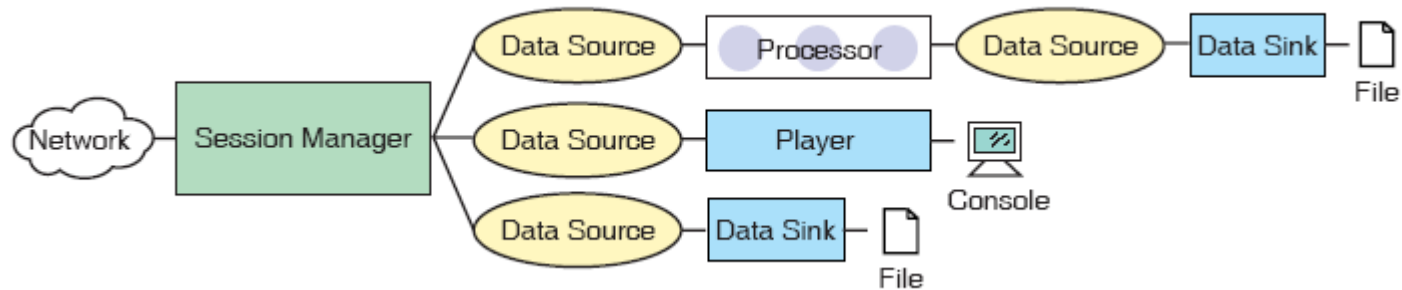 Data Source
Processor
Data Source
Data Sink
File
Network
Session Manager
Data Source
Player
Console
Data Source
Data Sink
File